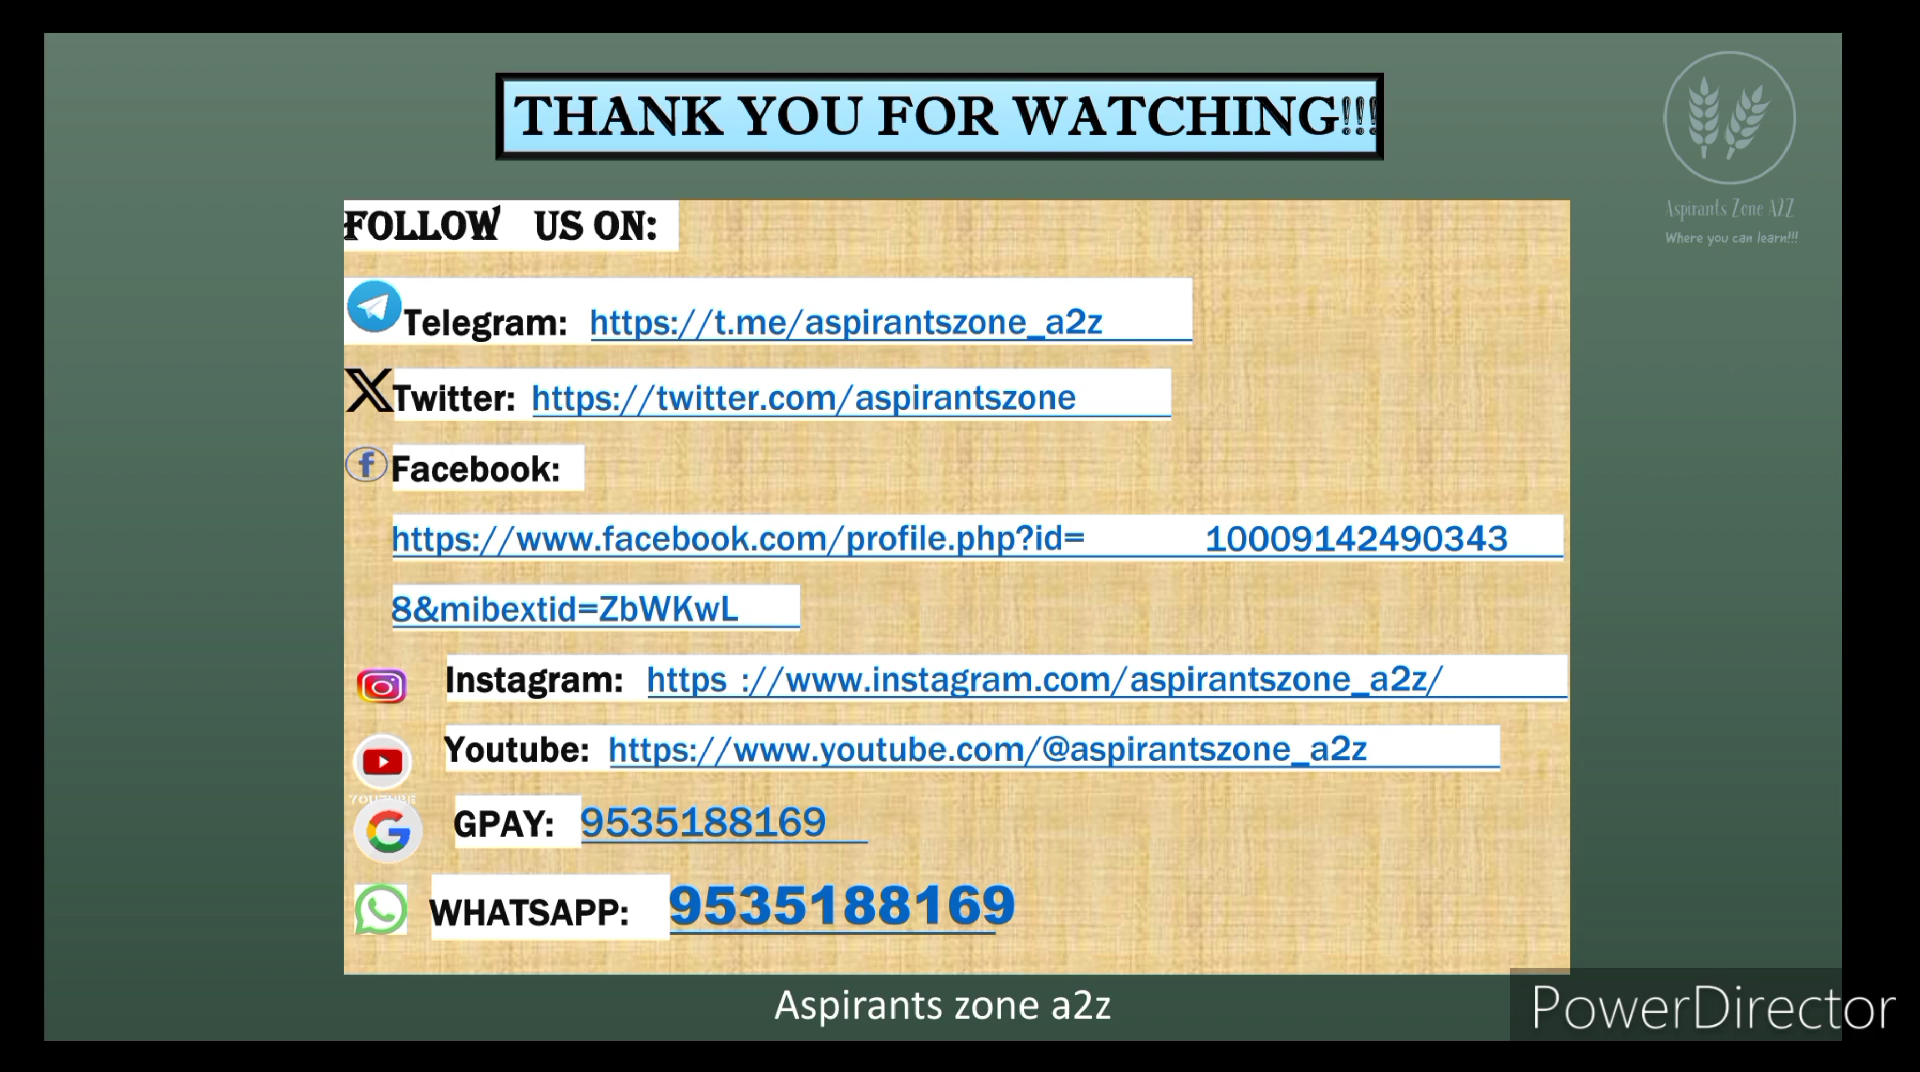 THANK YOU FOR WATCHING!!!
Aspirants Zone A2Z
Where you can learn!!!
FOLLOW US ON:
Telegram: https://t.me/aspirantszone_a2z
Twitter: https://twitter.com/aspirantszone
Facebook:
https://www.facebook.com/profile.php?id= 10009142490343
8&mibextid=ZbWKwL
Instagram: https ://www.instagram.com/aspirantszone_a2z/
Youtube: https://www.youtube.com/@aspirantszone_a2z
YOUTUBE
GPAY: 9535188169
WHATSAPP: 9535188169
Aspirants zone a2z
PowerDirector